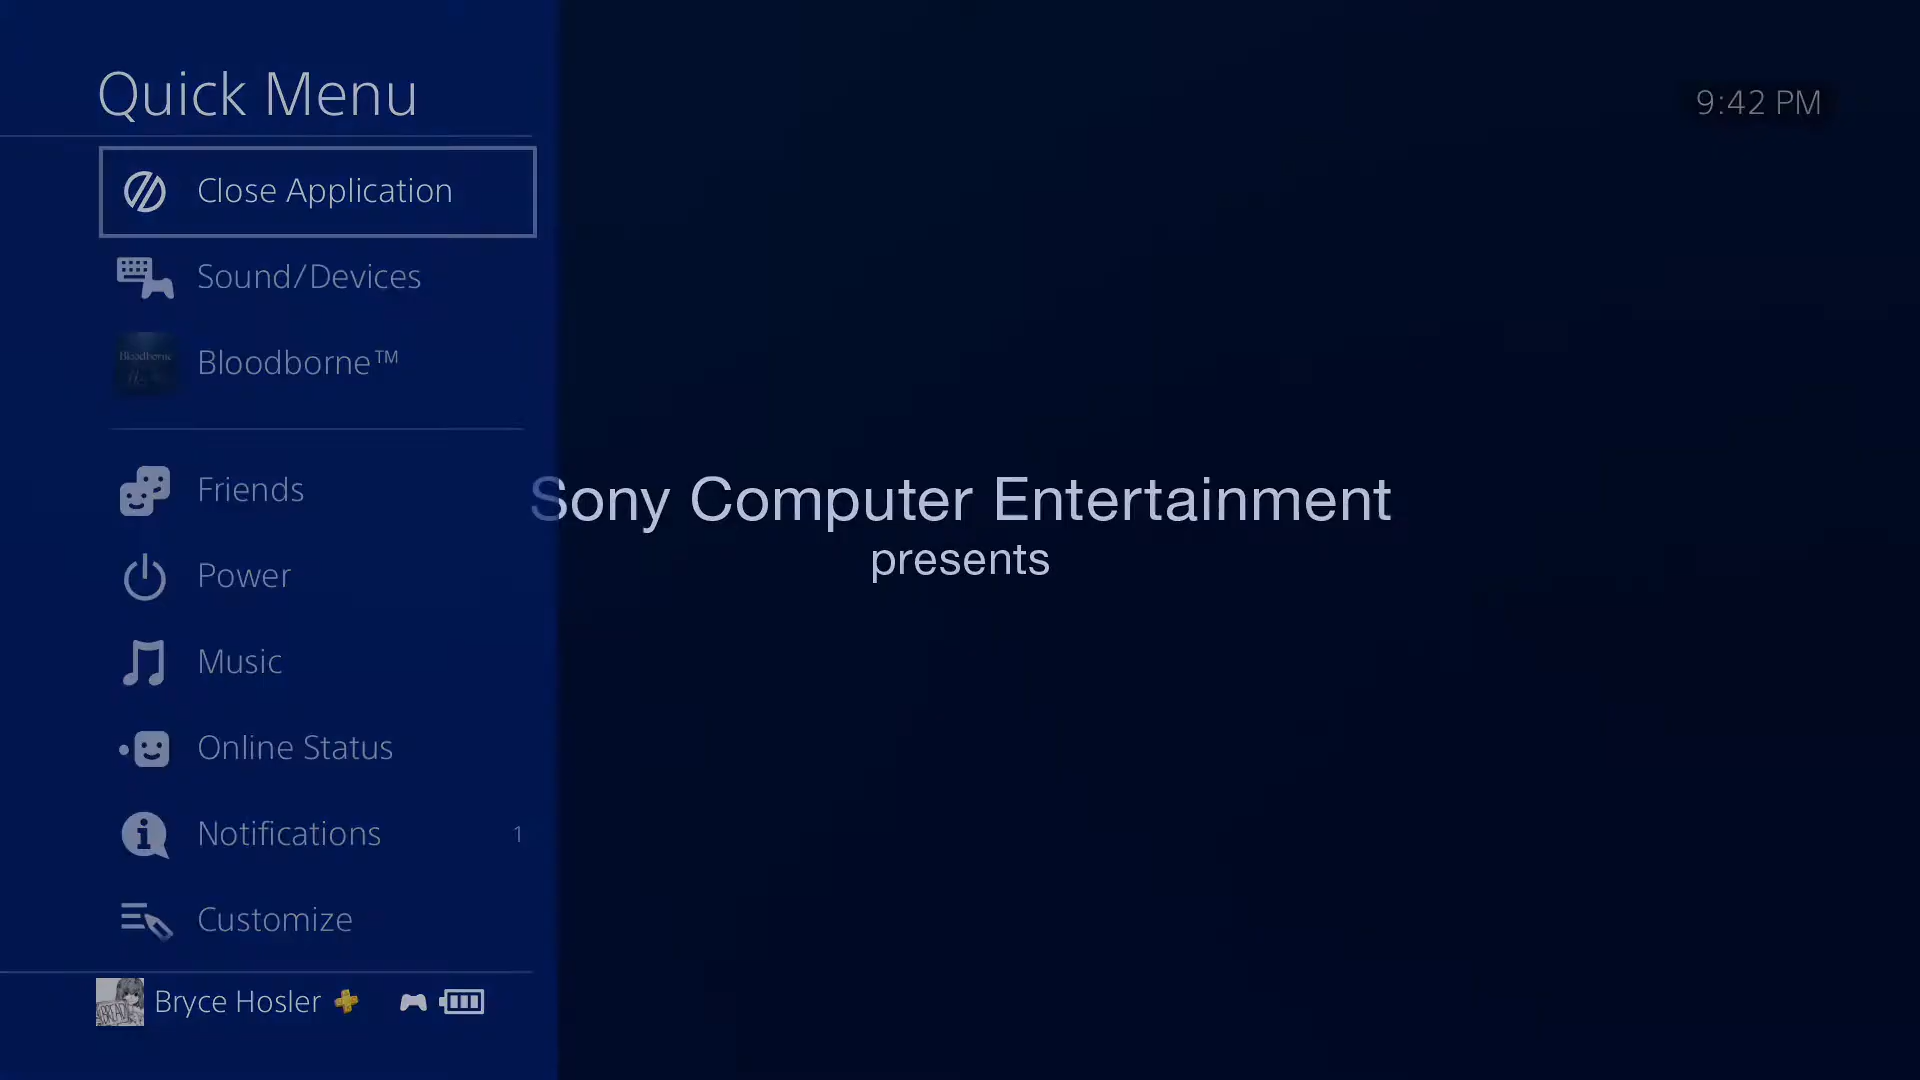 Quick Menu
9:42 PM
Close Application
Sound/Devices
Bloodborne
Bloodborne™
Sony Computer Entertainment
presents
Friends
Power
Music
Online Status
Notifications 1
Customize
Bryce Hosler